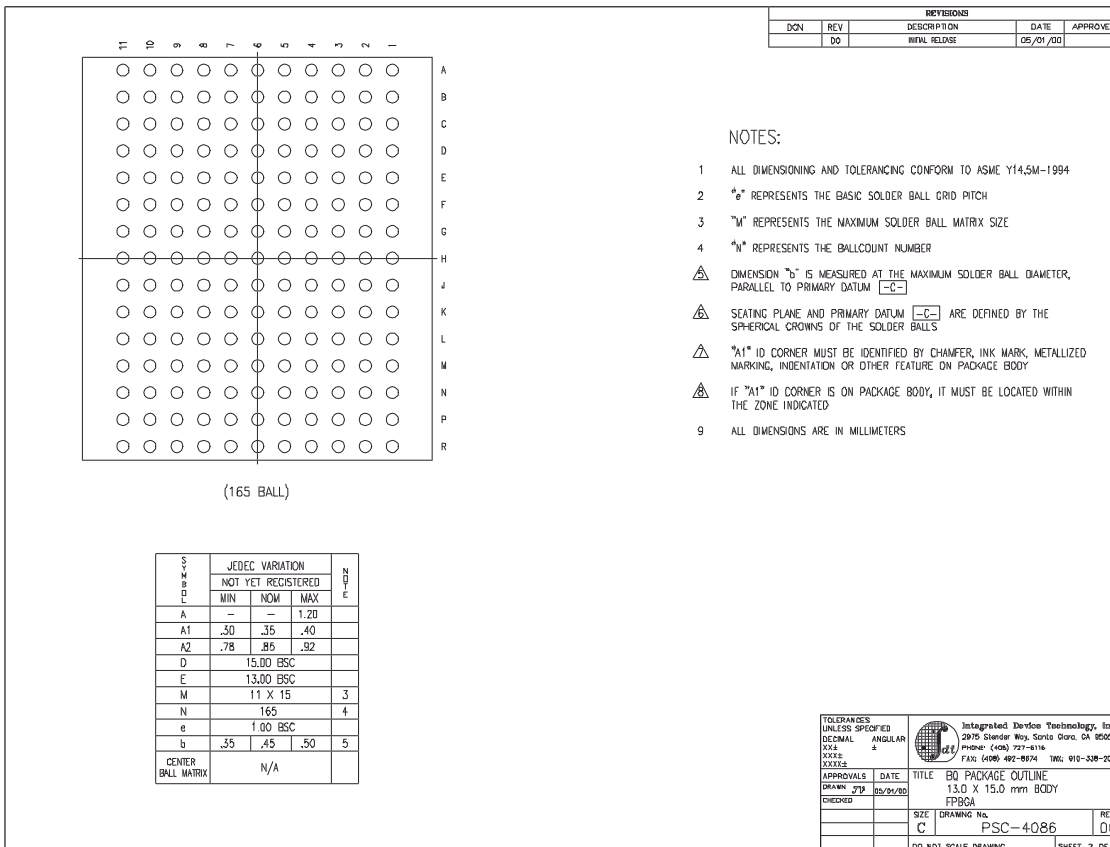 REVISIONS
DCN REV DESCRIPTION DATE APPROVE
D0 INITIAL RELEASE 05/01/00
11 10 9 8 7 6 5 4 3 2 1
A
B
C
D
E
F
G
H
J
K
L
M
N
P
R
(165 BALL)
NOTES:
1 ALL DIMENSIONING AND TOLERANCING CONFORM TO ASME Y14.5M-1994
2 "e" REPRESENTS THE BASIC SOLDER BALL GRID PITCH
3 "M" REPRESENTS THE MAXIMUM SOLDER BALL MATRIX SIZE
4 "N" REPRESENTS THE BALLCOUNT NUMBER
5 DIMENSION "b" IS MEASURED AT THE MAXIMUM SOLDER BALL DIAMETER,
PARALLEL TO PRIMARY DATUM -C-
6 SEATING PLANE AND PRIMARY DATUM -C- ARE DEFINED BY THE
SPHERICAL CROWNS OF THE SOLDER BALLS
7 "A1" ID CORNER MUST BE IDENTIFIED BY CHAMFER, INK MARK, METALLIZED
MARKING, INDENTATION OR OTHER FEATURE ON PACKAGE BODY
8 IF "A1" ID CORNER IS ON PACKAGE BODY, IT MUST BE LOCATED WITHIN
THE ZONE INDICATED
9 ALL DIMENSIONS ARE IN MILLIMETERS
SYMBOL JEDEC VARIATION NOTE
NOT YET REGISTERED
MIN NOM MAX
A – – 1.20
A1 .30 .35 .40
A2 .78 .85 .92
D 15.00 BSC
E 13.00 BSC
M 11 X 15 3
N 165 4
e 1.00 BSC
b .35 .45 .50 5
CENTER
BALL MATRIX N/A
TOLERANCES
UNLESS SPECIFIED
DECIMAL ANGULAR
XX± ±
XXX±
XXXX±
idt
Integrated Device Technology, In
2975 Stender Way, Santa Clara, CA 9505
PHONE: (408) 727-6116
FAX: (408) 492-8674 TWX: 910-338-20
APPROVALS DATE
DRAWN 05/01/00
CHECKED
TITLE BQ PACKAGE OUTLINE
13.0 X 15.0 mm BODY
FPBGA
SIZE DRAWING No. RE
C PSC-4086
DO NOT SCALE DRAWING SHEET 2 OF